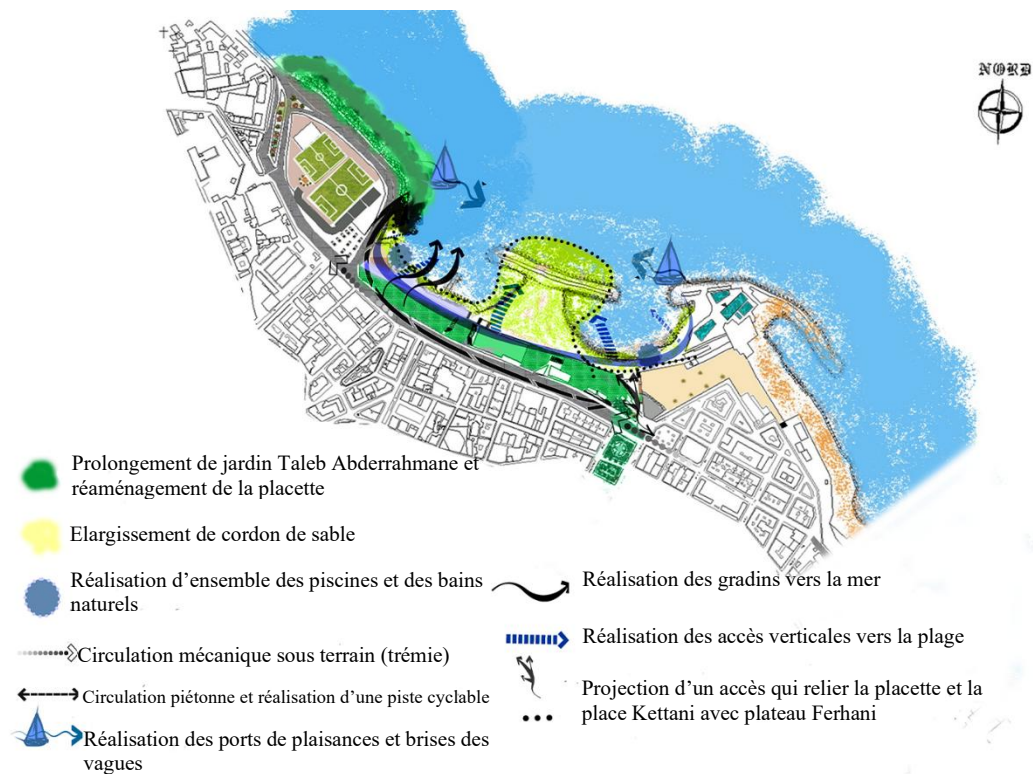 NORD
Prolongement de jardin Taleb Abderrahmane et
réaménagement de la placette
Elargissement de cordon de sable
Réalisation d’ensemble des piscines et des bains
naturels
Circulation mécanique sous terrain (trémie)
Circulation piétonne et réalisation d’une piste cyclable
Réalisation des ports de plaisances et brises des
vagues
Réalisation des gradins vers la mer
Réalisation des accès verticales vers la plage
Projection d’un accès qui relier la placette et la
place Kettani avec plateau Ferhani